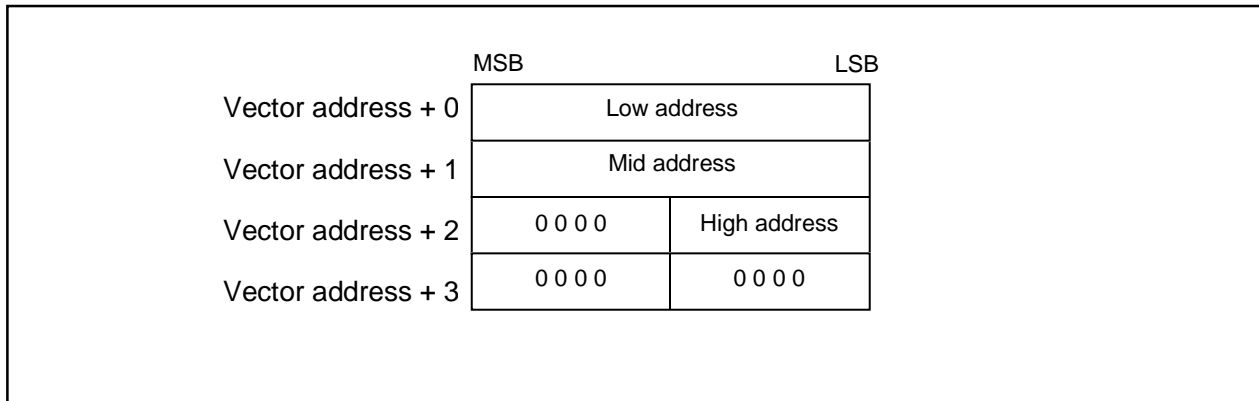 MSB LSB
Vector address + 0 Low address
Vector address + 1 Mid address
Vector address + 2 0 0 0 0 High address
Vector address + 3 0 0 0 0 0 0 0 0